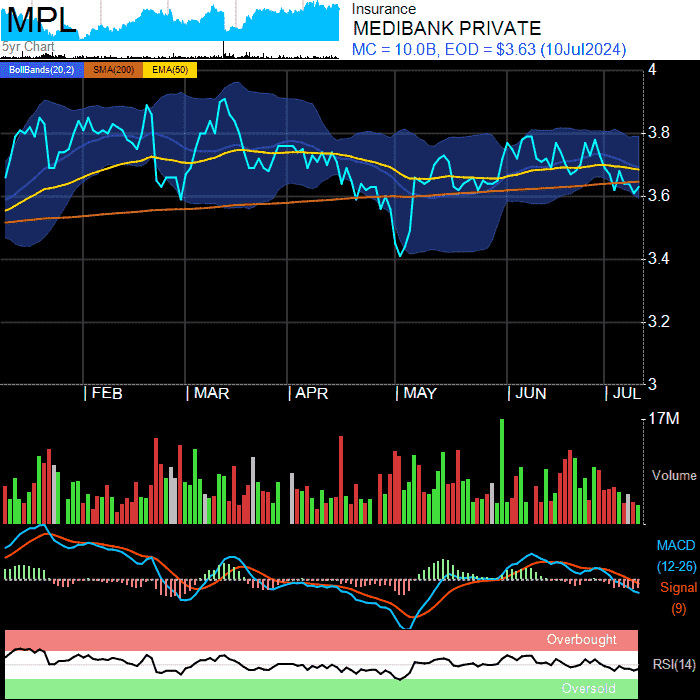 MPL
5yr Chart
Insurance
MEDIBANK PRIVATE
MC = 10.0B, EOD = $3.63 (10Jul2024)
BollBands(20,2) SMA(200) EMA(50)
4
3.8
3.6
3.4
3.2
3
FEB MAR APR MAY JUN JUL
17M
Volume
MACD
(12-26)
Signal
(9)
Overbought
RSI(14)
Oversold